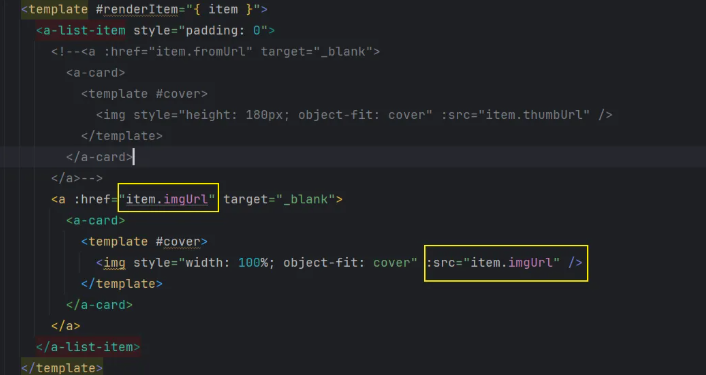 <template #renderItem="{ item }">
<a-list-item style="padding: 0">
<!--<a :href="item.fromUrl" target="_blank">
<a-card>
<template #cover>
<img style="height: 180px; object-fit: cover" :src="item.thumbUrl" />
</template>
</a-card>
</a>-->
<a :href="item.imgUrl" target="_blank">
<a-card>
<template #cover>
<img style="width: 100%; object-fit: cover" :src="item.imgUrl" />
</template>
</a-card>
</a>
</a-list-item>
</template>